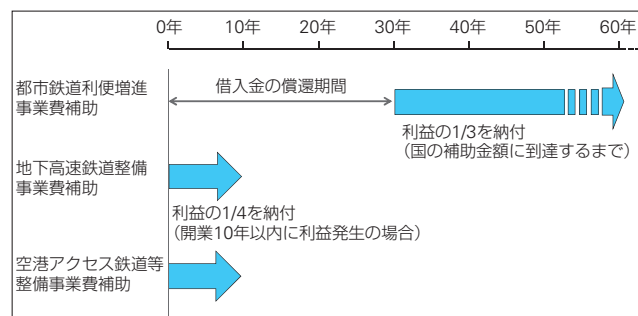 0年 10年 20年 30年 40年 50年 60年
都市鉄道利便増進
事業費補助
借入金の償還期間
利益の1/3を納付
（国の補助金額に到達するまで）
地下高速鉄道整備
事業費補助
利益の1/4を納付
（開業10年以内に利益発生の場合）
空港アクセス鉄道等
整備事業費補助